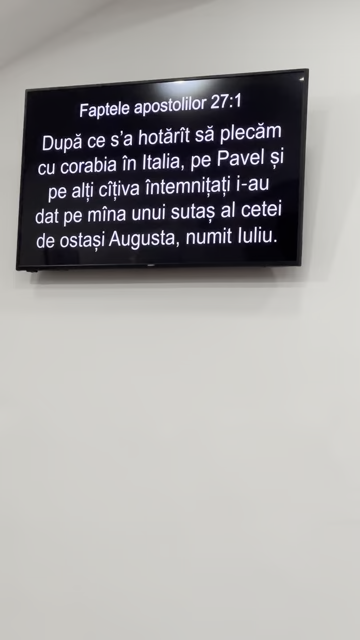 Faptele apostolilor 27:1
După ce s'a hotărît să plecăm
cu corabia în Italia, pe Pavel și
pe alți cîțiva întemnițați i-au
dat pe mîna unui sutaș al cetei
de ostași Augusta, numit Iuliu.